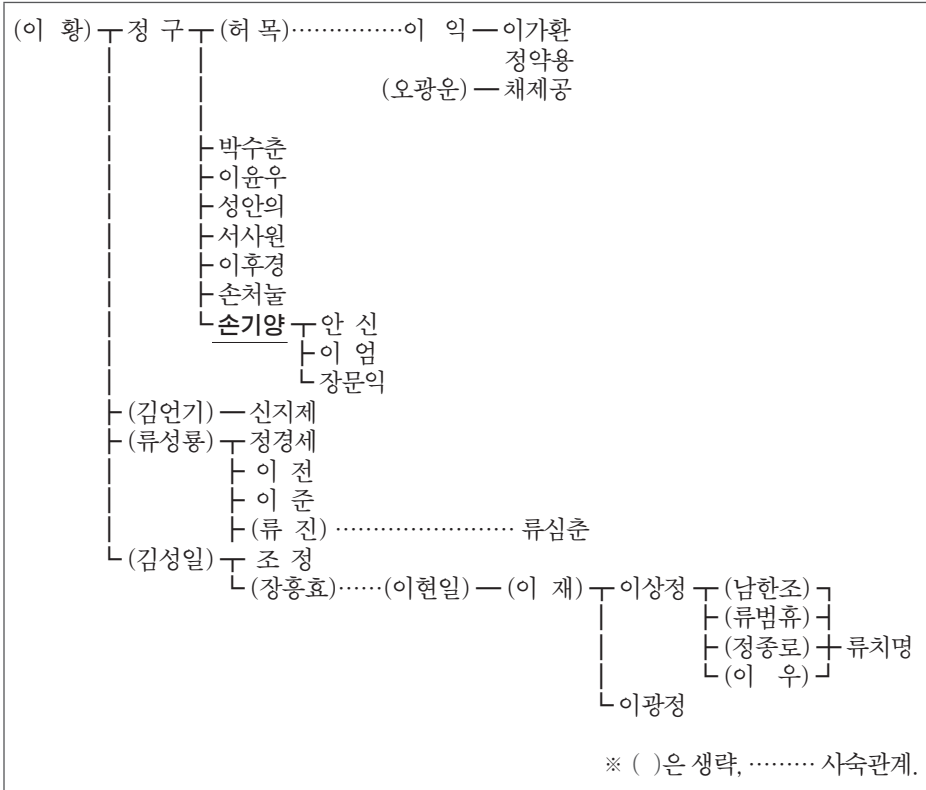 (이 황) 정 구 (허 목)……………이 익 이가환
정약용
(오광운) 채제공
박수춘
이윤우
성안의
서사원
이후경
손처눌
손기양 안 신
이 엄
장문익
(김언기) 신지제
(류성룡) 정경세
이 전
이 준
(류 진) …………………… 류심춘
(김성일) 조 정
(장흥효)……(이현일) (이 재) 이상정 (남한조)
(류범휴)
(정종로) 류치명
(이 우)
이광정
※ ( )은 생략, ……… 사숙관계.